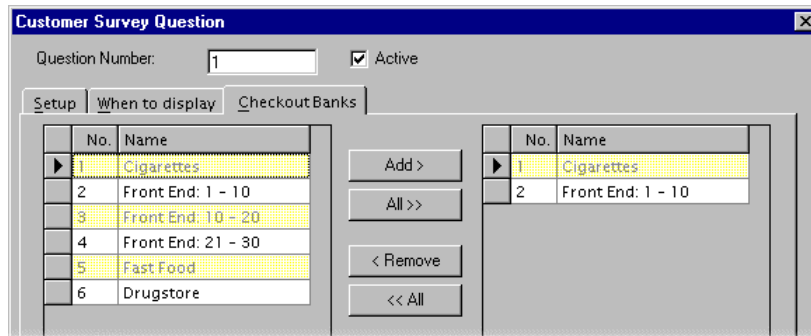 Customer Survey Question
Question Number: 1 Active
Setup When to display Checkout Banks
No. Name
1 Cigarettes
2 Front End: 1 - 10
3 Front End: 10 - 20
4 Front End: 21 - 30
5 Fast Food
6 Drugstore
Add >
All >>
< Remove
<< All
No. Name
1 Cigarettes
2 Front End: 1 - 10